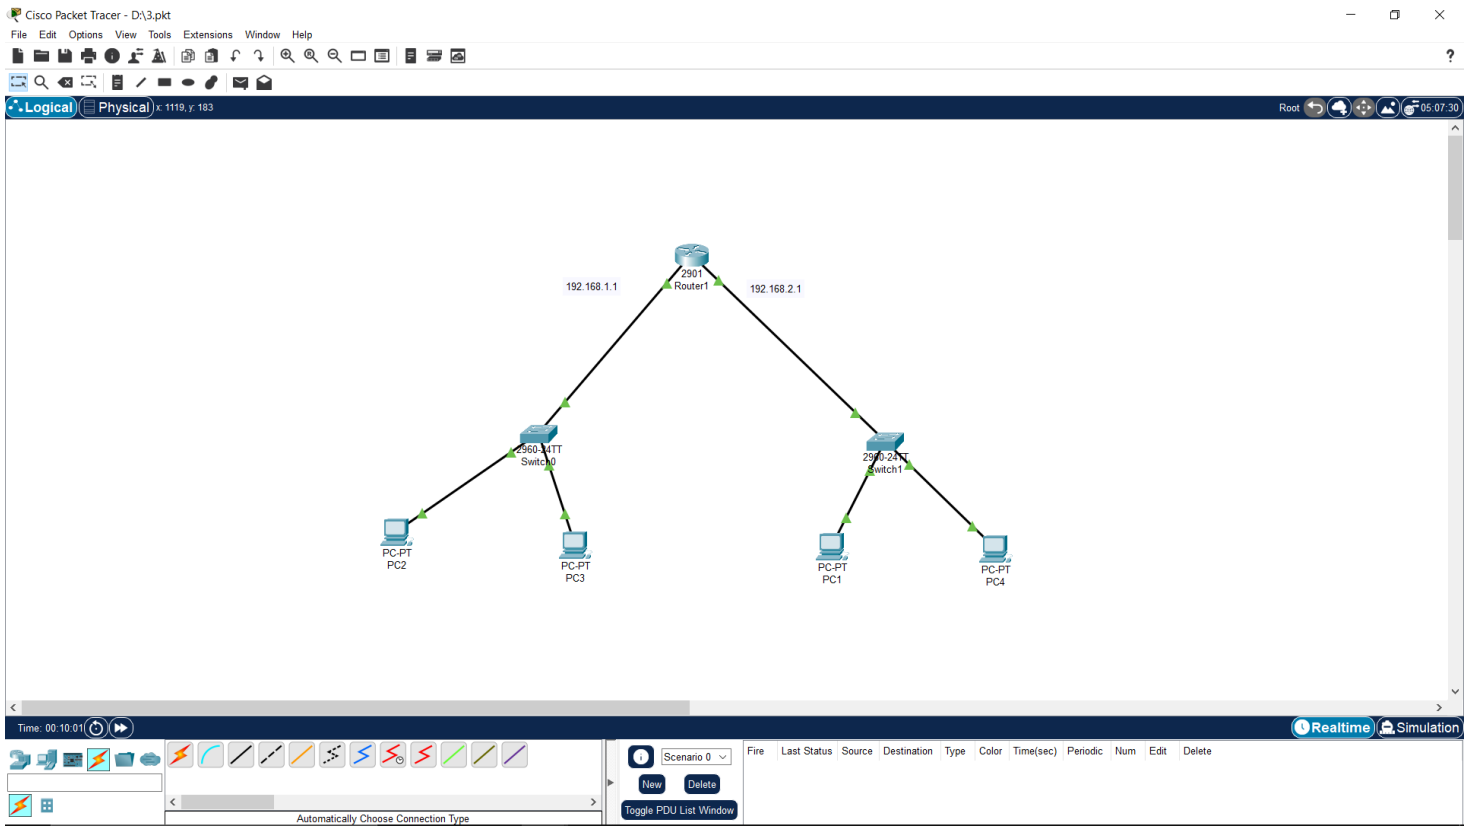 Cisco Packet Tracer - D:\3.pkt
File Edit Options View Tools Extensions Window Help
?
Logical Physical x: 1119, y: 183 Root 05:07:30
192.168.1.1
2901
Router1
192.168.2.1
2960-24TT
Switch0
2960-24TT
Switch1
PC-PT
PC2
PC-PT
PC3
PC-PT
PC1
PC-PT
PC4
Time: 00:10:01 Realtime Simulation
Scenario 0
New Delete
Toggle PDU List Window
Fire Last Status Source Destination Type Color Time(sec) Periodic Num Edit Delete
Automatically Choose Connection Type